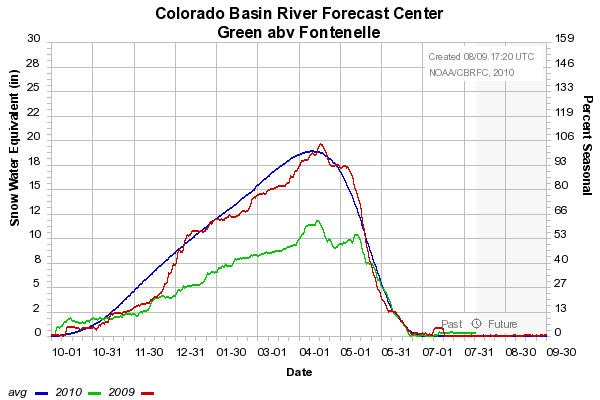 Colorado Basin River Forecast Center
Green abv Fontenelle
Created 08/09.17:20 UTC
NOAA/CBRFC, 2010
Snow Water Equivalent (in)
30
28
25
22
20
18
15
12
10
8
5
2
0
Percent Seasonal
159
146
133
119
106
93
80
66
53
40
27
13
0
Past Future
10-01 10-31 11-30 12-31 01-30 03-01 04-01 05-01 05-31 07-01 07-31 08-30 09-30
Date
avg 2010 2009